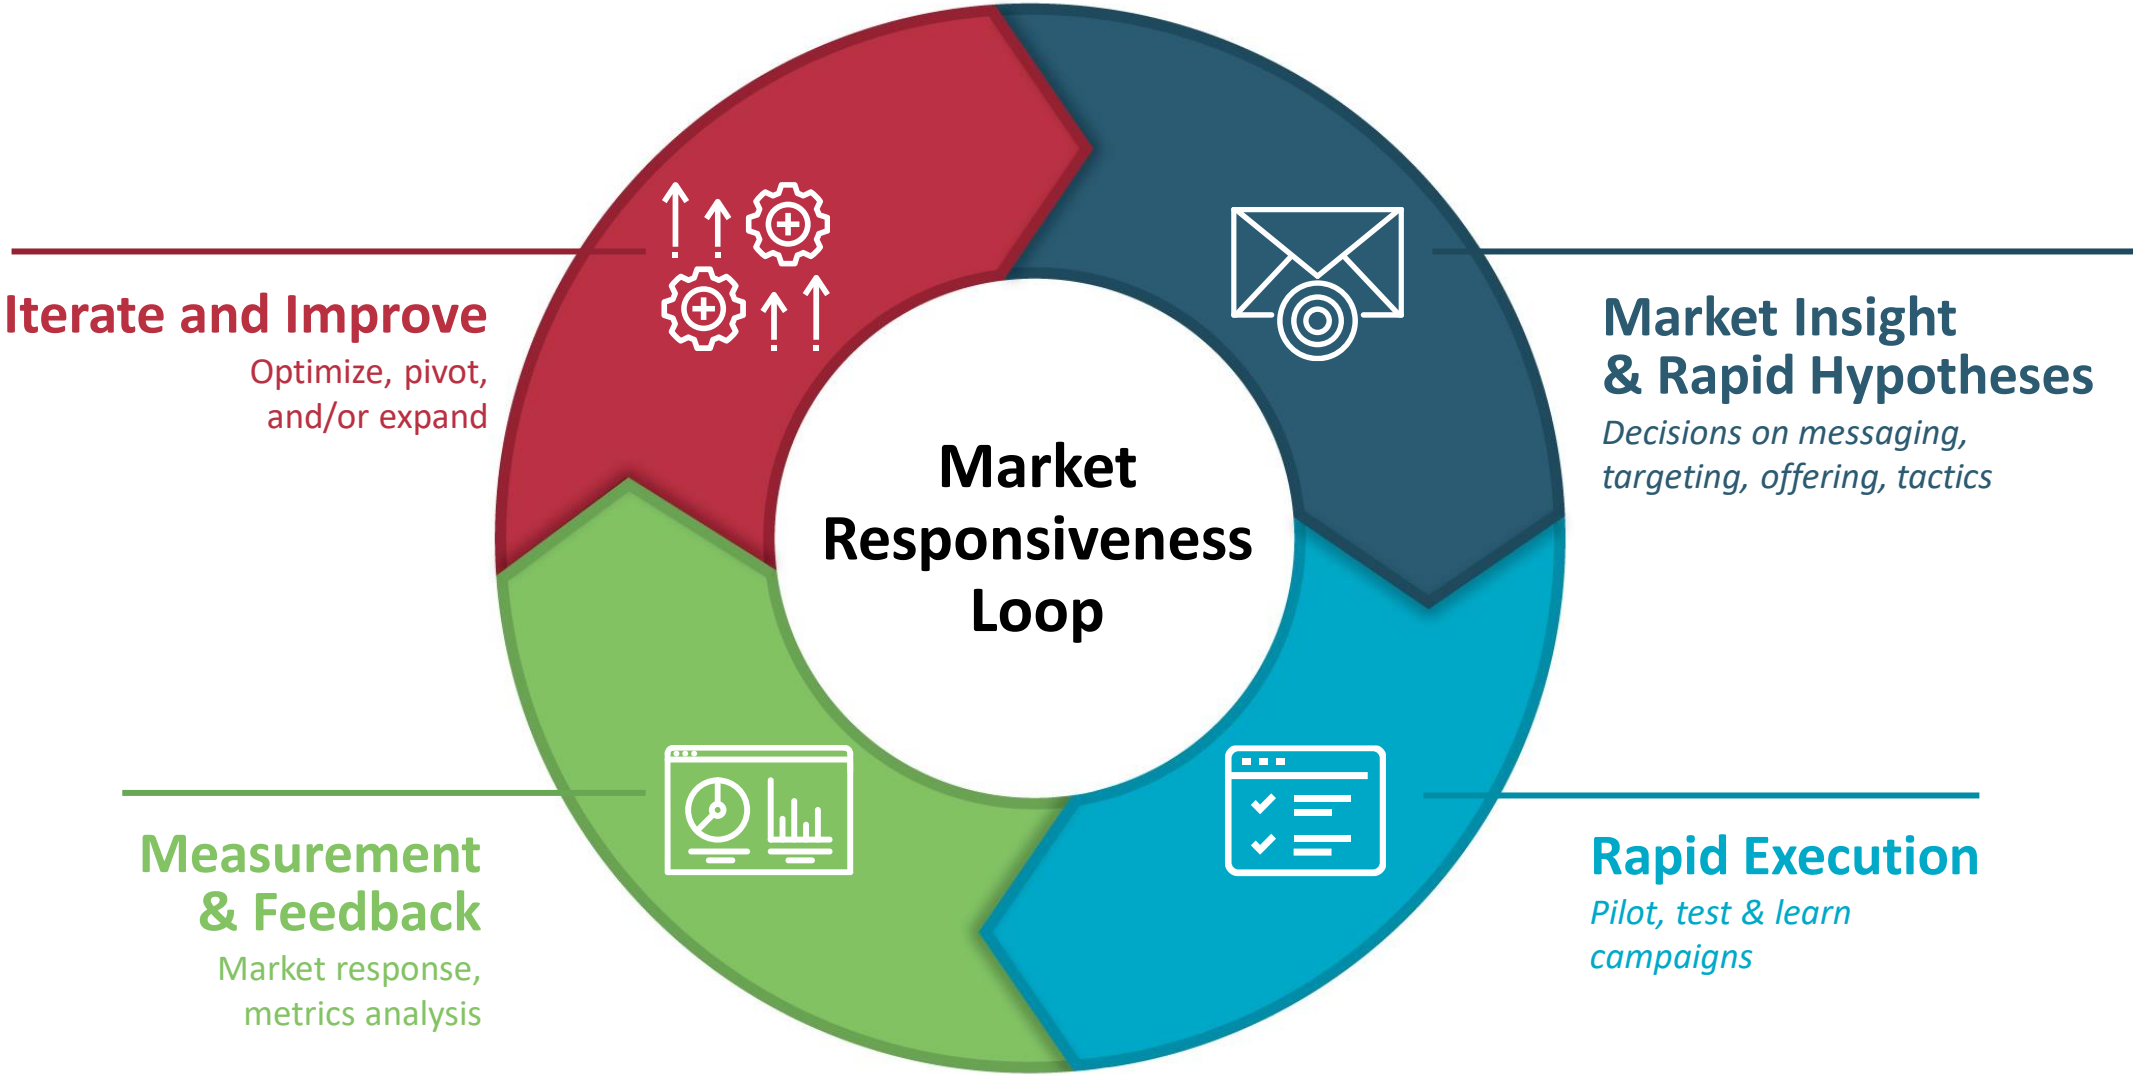 Market
Responsiveness
Loop
Market Insight
& Rapid Hypotheses
Decisions on messaging,
targeting, offering, tactics
Rapid Execution
Pilot, test & learn
campaigns
Measurement
& Feedback
Market response,
metrics analysis
Iterate and Improve
Optimize, pivot,
and/or expand